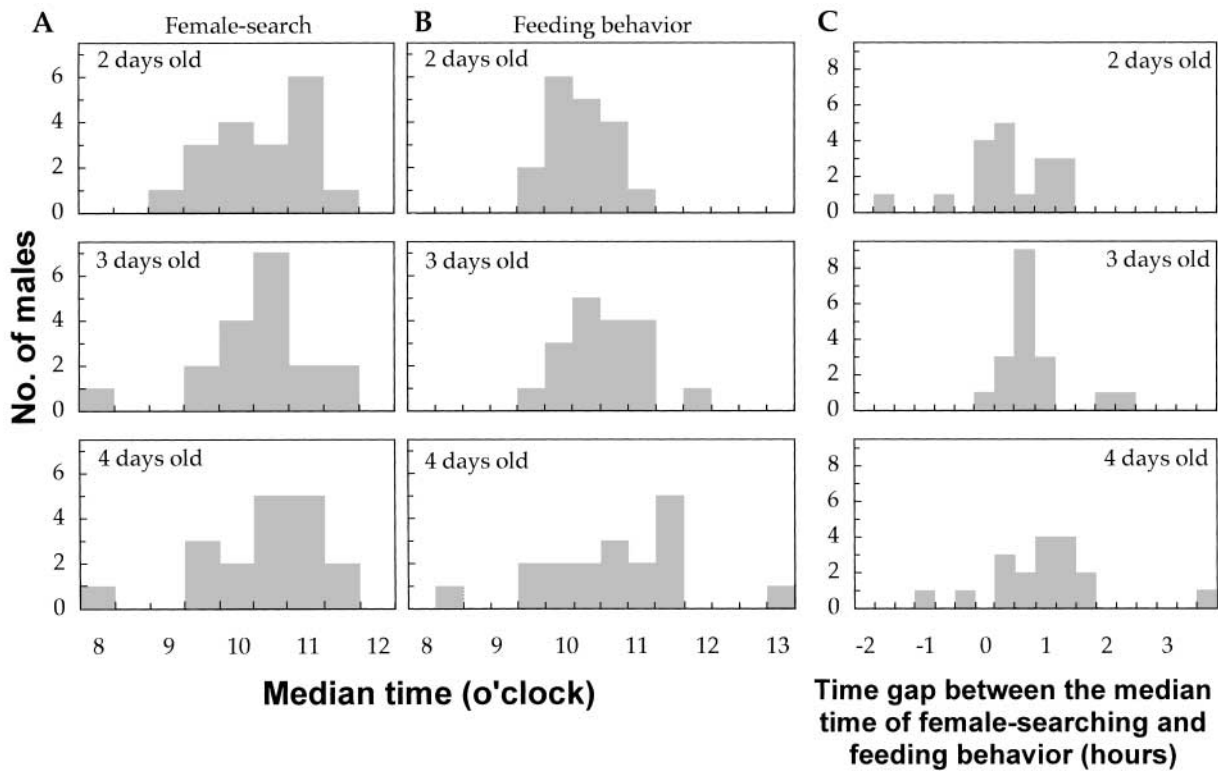 A Female-search B Feeding behavior C
2 days old
6
4
2
0
2 days old
2 days old
8
6
4
2
0
No. of males
3 days old
6
4
2
0
3 days old
3 days old
8
6
4
2
0
4 days old
6
4
2
0
4 days old
4 days old
8
6
4
2
0
8 9 10 11 12
8 9 10 11 12 13
-2 -1 0 1 2 3
Median time (o'clock)
Time gap between the median
time of female-searching and
feeding behavior (hours)